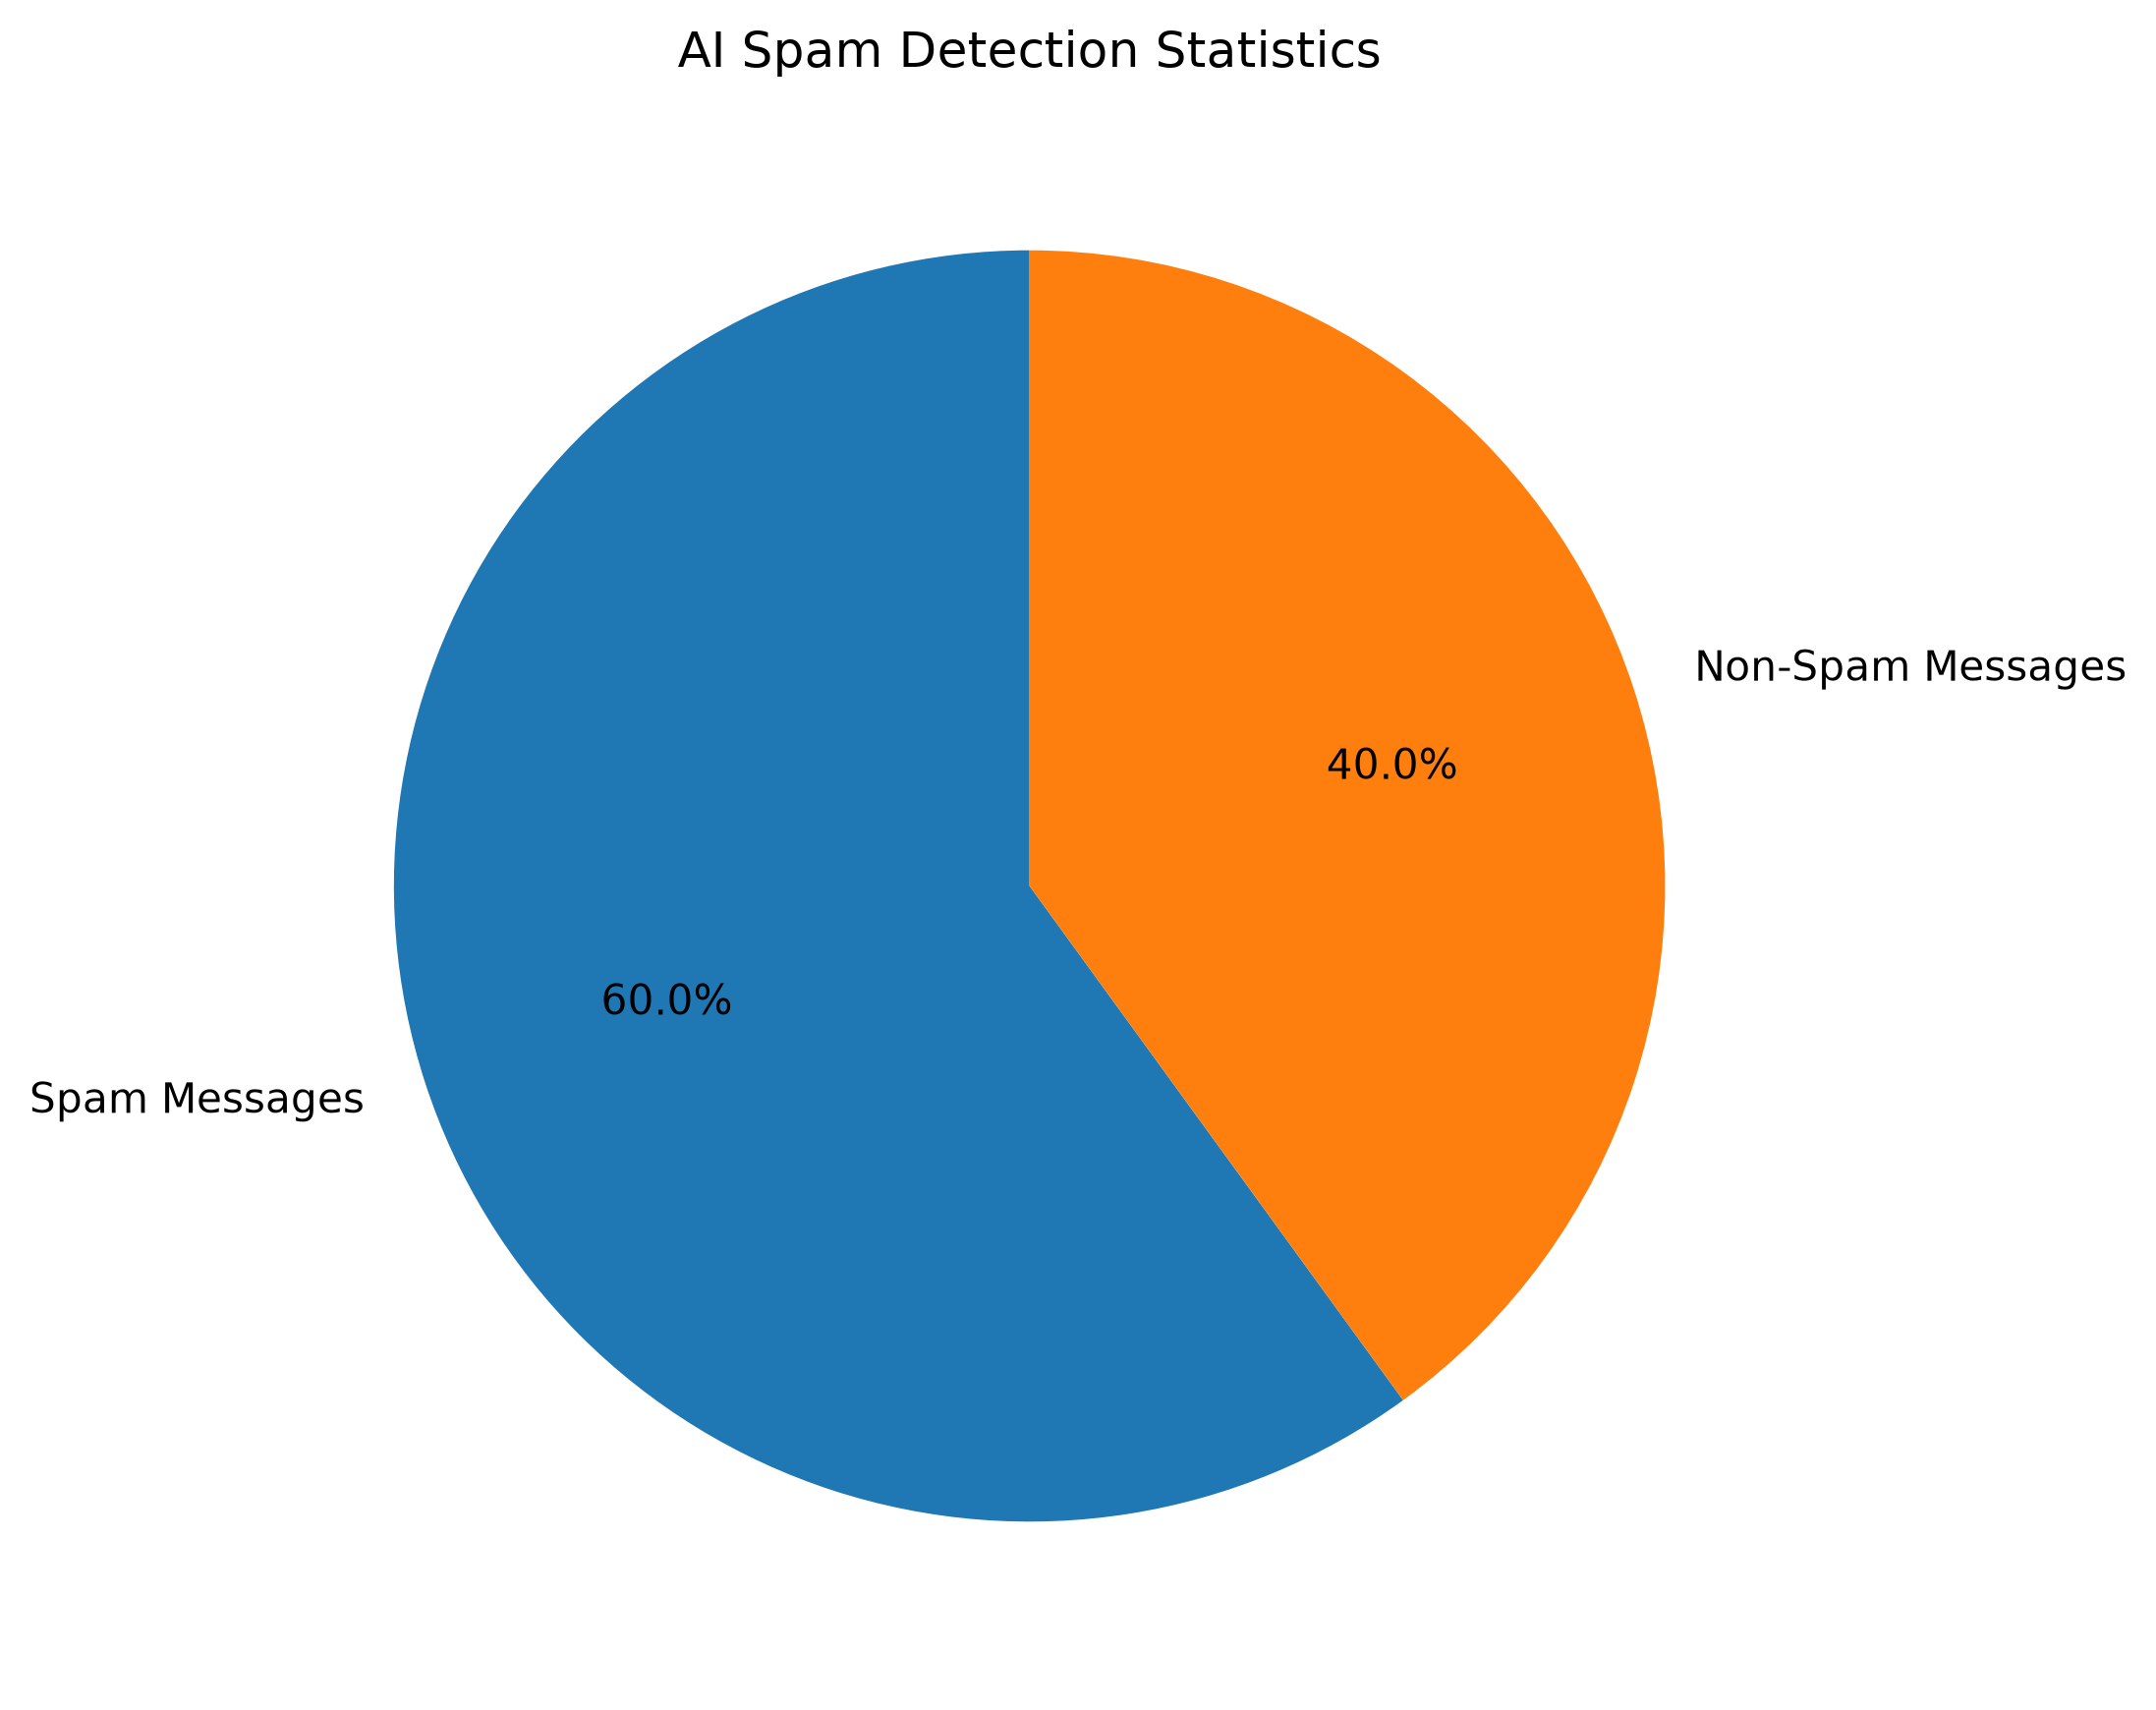 AI Spam Detection Statistics
Non-Spam Messages
40.0%
60.0%
Spam Messages